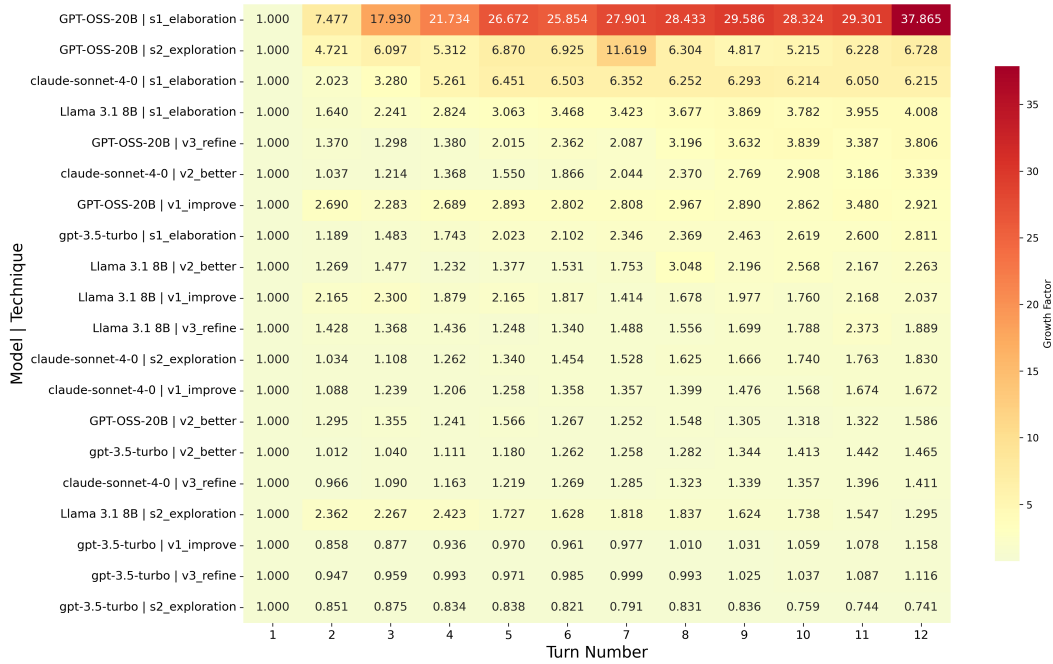 GPT-OSS-20B | s1_elaboration 1.000 7.477 17.930 21.734 26.672 25.854 27.901 28.433 29.586 28.324 29.301 37.865
GPT-OSS-20B | s2_exploration 1.000 4.721 6.097 5.312 6.870 6.925 11.619 6.304 4.817 5.215 6.228 6.728
claude-sonnet-4-0 | s1_elaboration 1.000 2.023 3.280 5.261 6.451 6.503 6.352 6.252 6.293 6.214 6.050 6.215
Llama 3.1 8B | s1_elaboration 1.000 1.640 2.241 2.824 3.063 3.468 3.423 3.677 3.869 3.782 3.955 4.008
GPT-OSS-20B | v3_refine 1.000 1.370 1.298 1.380 2.015 2.362 2.087 3.196 3.632 3.839 3.387 3.806
claude-sonnet-4-0 | v2_better 1.000 1.037 1.214 1.368 1.550 1.866 2.044 2.370 2.769 2.908 3.186 3.339
GPT-OSS-20B | v1_improve 1.000 2.690 2.283 2.689 2.893 2.802 2.808 2.967 2.890 2.862 3.480 2.921
gpt-3.5-turbo | s1_elaboration 1.000 1.189 1.483 1.743 2.023 2.102 2.346 2.369 2.463 2.619 2.600 2.811
Llama 3.1 8B | v2_better 1.000 1.269 1.477 1.232 1.377 1.531 1.753 3.048 2.196 2.568 2.167 2.263
Llama 3.1 8B | v1_improve 1.000 2.165 2.300 1.879 2.165 1.817 1.414 1.678 1.977 1.760 2.168 2.037
Llama 3.1 8B | v3_refine 1.000 1.428 1.368 1.436 1.248 1.340 1.488 1.556 1.699 1.788 2.373 1.889
claude-sonnet-4-0 | s2_exploration 1.000 1.034 1.108 1.262 1.340 1.454 1.528 1.625 1.666 1.740 1.763 1.830
claude-sonnet-4-0 | v1_improve 1.000 1.088 1.239 1.206 1.258 1.358 1.357 1.399 1.476 1.568 1.674 1.672
GPT-OSS-20B | v2_better 1.000 1.295 1.355 1.241 1.566 1.267 1.252 1.548 1.305 1.318 1.322 1.586
gpt-3.5-turbo | v2_better 1.000 1.012 1.040 1.111 1.180 1.262 1.258 1.282 1.344 1.413 1.442 1.465
claude-sonnet-4-0 | v3_refine 1.000 0.966 1.090 1.163 1.219 1.269 1.285 1.323 1.339 1.357 1.396 1.411
Llama 3.1 8B | s2_exploration 1.000 2.362 2.267 2.423 1.727 1.628 1.818 1.837 1.624 1.738 1.547 1.295
gpt-3.5-turbo | v1_improve 1.000 0.858 0.877 0.936 0.970 0.961 0.977 1.010 1.031 1.059 1.078 1.158
gpt-3.5-turbo | v3_refine 1.000 0.947 0.959 0.993 0.971 0.985 0.999 0.993 1.025 1.037 1.087 1.116
gpt-3.5-turbo | s2_exploration 1.000 0.851 0.875 0.834 0.838 0.821 0.791 0.831 0.836 0.759 0.744 0.741
1 2 3 4 5 6 7 8 9 10 11 12
Turn Number
Model | Technique
35
30
25
20
15
10
5
Growth Factor